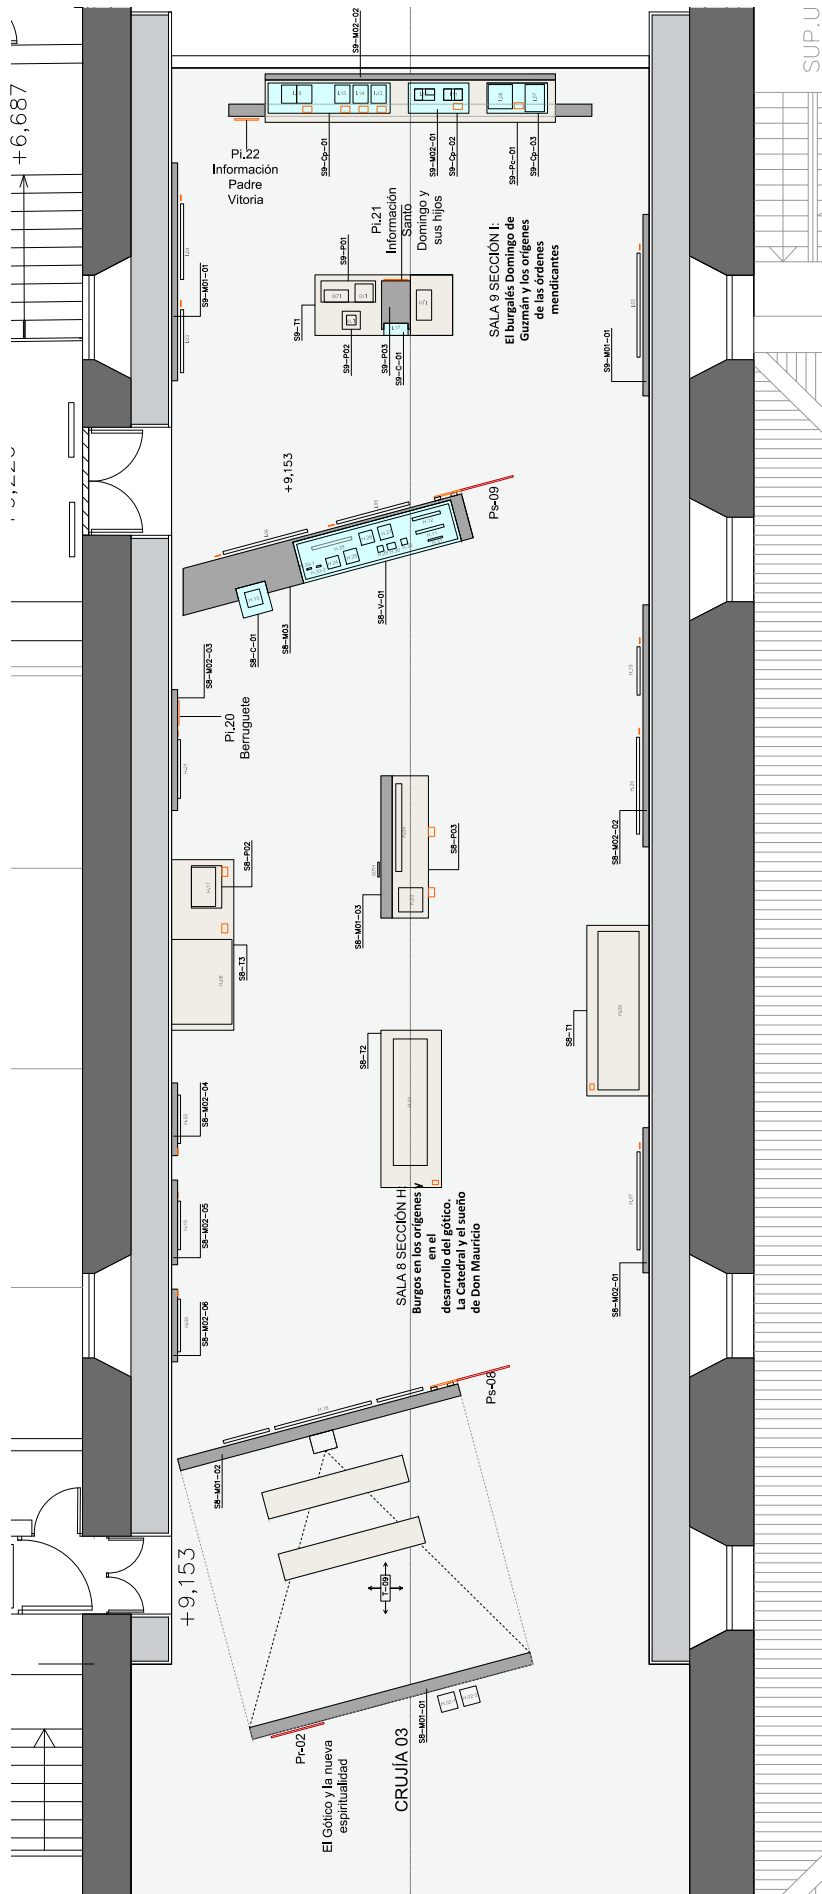 S9-M02-02
SUP.U
+6,687
Pi.22
Información
Padre
Vitoria
S9-Cp-01
S9-M02-01
S9-Cp-02
S9-Pc-01
S9-Cp-03
Pi.21
Información
Santo
Domingo y
sus hijos
SALA 9 SECCIÓN I:
El burgalés Domingo de
Guzmán y los orígenes
de las órdenes
mendicantes
S9-M01-01
S9-P01
S9-T1
S9-P02
S9-P03
S9-C-01
S9-M01-01
+9,153
Ps-09
S8-C-01
S8-M03
S8-V-01
S8-M02-03
Pi.20
Berruguete
S8-P02
S8-T3
S8-M01-03
S8-P03
S8-M02-02
S8-T2
S8-T1
S8-M02-04
S8-M02-05
S8-M02-06
SALA 8 SECCIÓN H:
Burgos en los orígenes y
en el
desarrollo del gótico.
La Catedral y el sueño
de Don Mauricio
S8-M02-01
Ps-08
S8-M01-02
T-09
+9,153
S8-M01-01
Pr-02
El Gótico y la nueva
espiritualidad
CRUJÍA 03